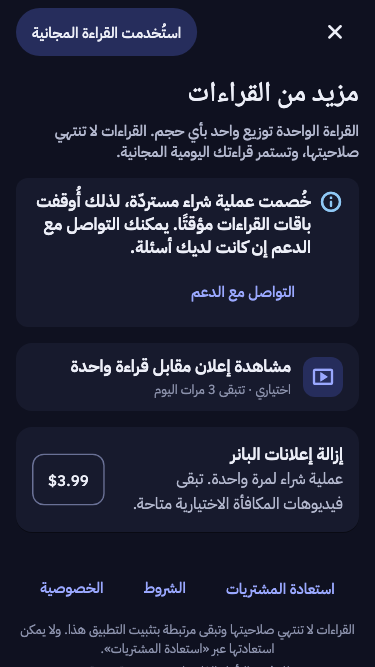 استُخدمت القراءة المجانية
مزيد من القراءات
القراءة الواحدة توزيع واحد بأي حجم. القراءات لا تنتهي
صلاحيتها، وتستمر قراءتك اليومية المجانية.
خُصمت عملية شراء مستردّة، لذلك أُوقفت
باقات القراءات مؤقتًا. يمكنك التواصل مع
الدعم إن كانت لديك أسئلة.
التواصل مع الدعم
مشاهدة إعلان مقابل قراءة واحدة
اختياري · تتبقى 3 مرات اليوم
إزالة إعلانات البانر
عملية شراء لمرة واحدة. تبقى
فيديوهات المكافأة الاختيارية متاحة.
$3.99
استعادة المشتريات
الشروط
الخصوصية
القراءات لا تنتهي صلاحيتها وتبقى مرتبطة بتثبيت التطبيق هذا. ولا يمكن
استعادتها عبر «استعادة المشتريات».